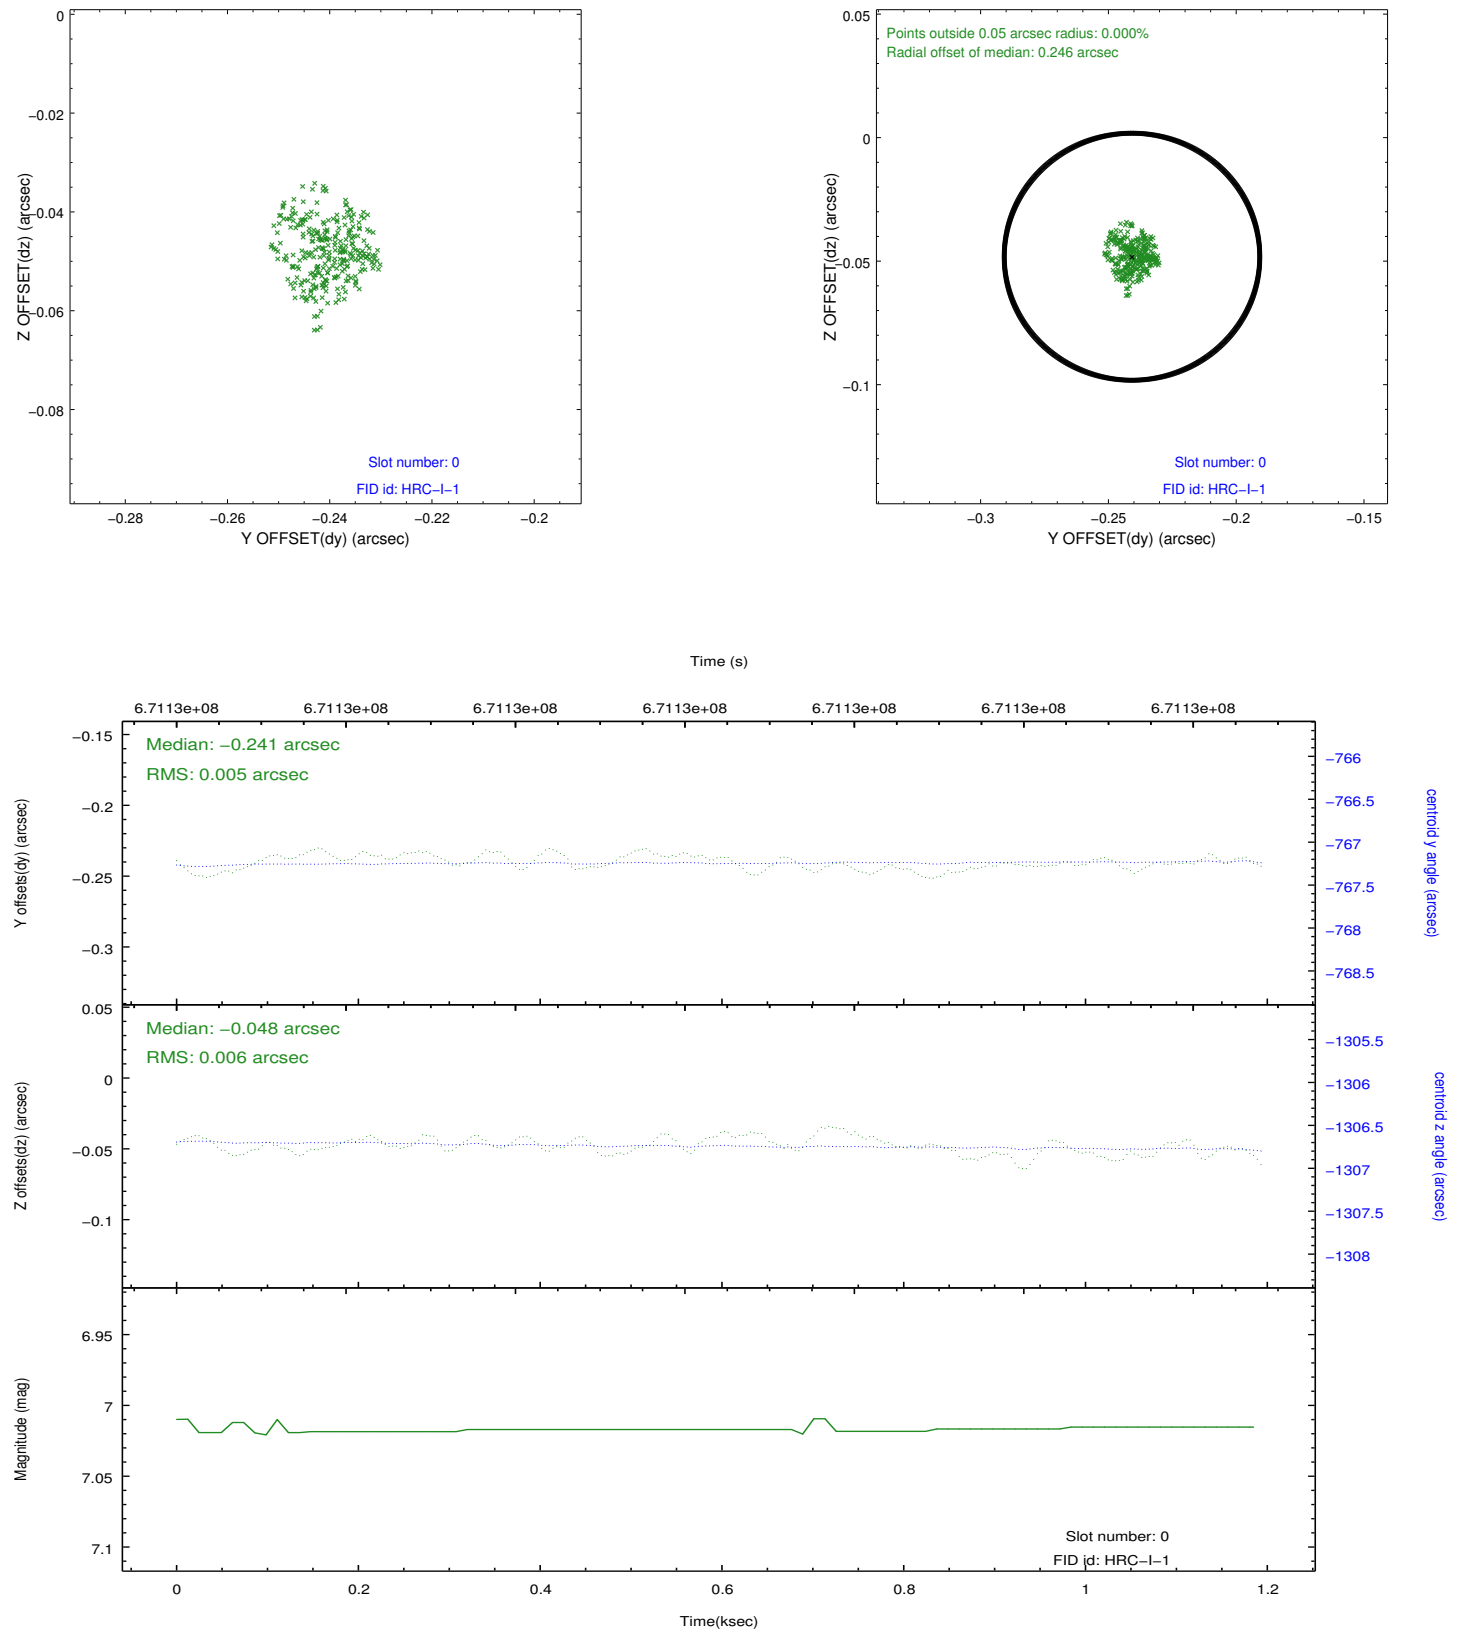 0
−0.02
−0.04
−0.06
−0.08
Z OFFSET(dz) (arcsec)
Slot number: 0
FID id: HRC−I−1
−0.28
−0.26
−0.24
−0.22
−0.2
Y OFFSET(dy) (arcsec)
0.05
0
−0.05
−0.1
Z OFFSET(dz) (arcsec)
Points outside 0.05 arcsec radius: 0.000%
Radial offset of median: 0.246 arcsec
Slot number: 0
FID id: HRC−I−1
−0.3
−0.25
−0.2
−0.15
Y OFFSET(dy) (arcsec)
Time (s)
6.7113e+08 6.7113e+08 6.7113e+08 6.7113e+08 6.7113e+08 6.7113e+08 6.7113e+08
−0.15
−0.2
−0.25
−0.3
Y offsets(dy) (arcsec)
Median: −0.241 arcsec
RMS: 0.005 arcsec
−766
−766.5
−767
−767.5
−768
−768.5
centroid y angle (arcsec)
0.05
0
−0.05
−0.1
Z offsets(dz) (arcsec)
Median: −0.048 arcsec
RMS: 0.006 arcsec
−1305.5
−1306
−1306.5
−1307
−1307.5
−1308
centroid z angle (arcsec)
6.95
7
7.05
7.1
Magnitude (mag)
Slot number: 0
FID id: HRC−I−1
0 0.2 0.4 0.6 0.8 1 1.2
Time(ksec)